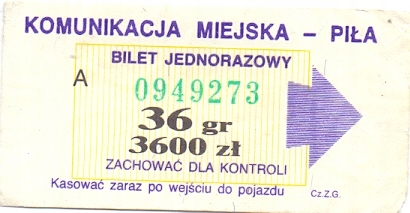 KOMUNIKACJA MIEJSKA – PIŁA
BILET JEDNORAZOWY
A
0949273
36 gr
3600 zł
ZACHOWAĆ DLA KONTROLI
Kasować zaraz po wejściu do pojazdu
Cz.Z.G.